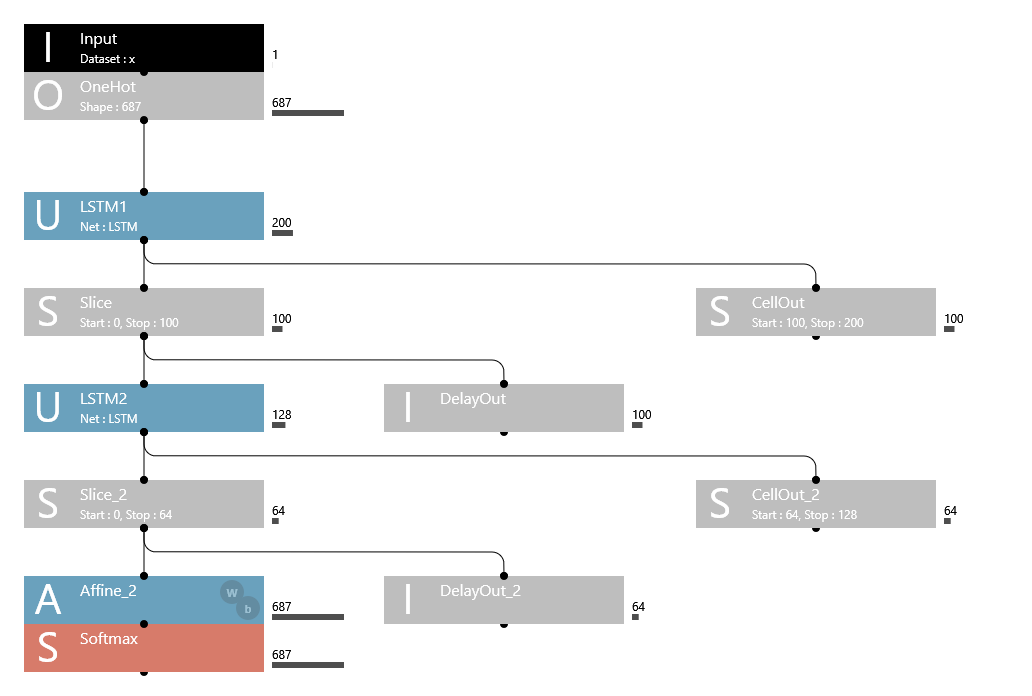 I Input
Dataset : x
1
O OneHot
Shape : 687
687
U LSTM1
Net : LSTM
200
S Slice
Start : 0, Stop : 100
100
S CellOut
Start : 100, Stop : 200
100
U LSTM2
Net : LSTM
128
I DelayOut
100
S Slice_2
Start : 0, Stop : 64
64
S CellOut_2
Start : 64, Stop : 128
64
A Affine_2
W
b
687
I DelayOut_2
64
S Softmax
687